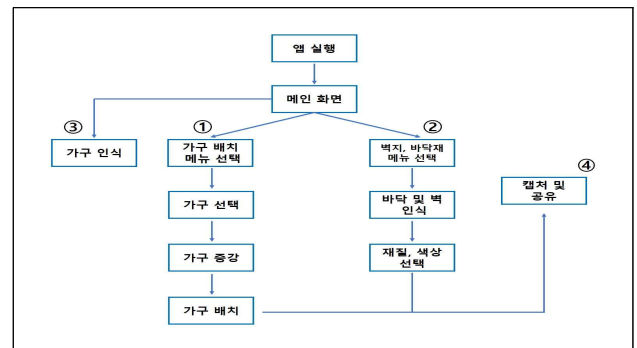 앱 실행
메인 화면
③
가구 인식
①
가구 배치
메뉴 선택
가구 선택
가구 증강
가구 배치
②
벽지, 바닥재
메뉴 선택
바닥 및 벽
인식
재질, 색상
선택
④
캡처 및
공유